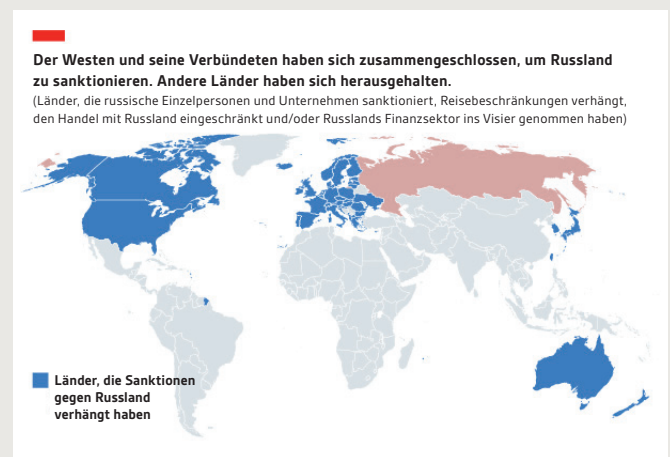 Der Westen und seine Verbündeten haben sich zusammengeschlossen, um Russland
zu sanktionieren. Andere Länder haben sich herausgehalten.
(Länder, die russische Einzelpersonen und Unternehmen sanktioniert, Reisebeschränkungen verhängt,
den Handel mit Russland eingeschränkt und/oder Russlands Finanzsektor ins Visier genommen haben)
Länder, die Sanktionen
gegen Russland
verhängt haben